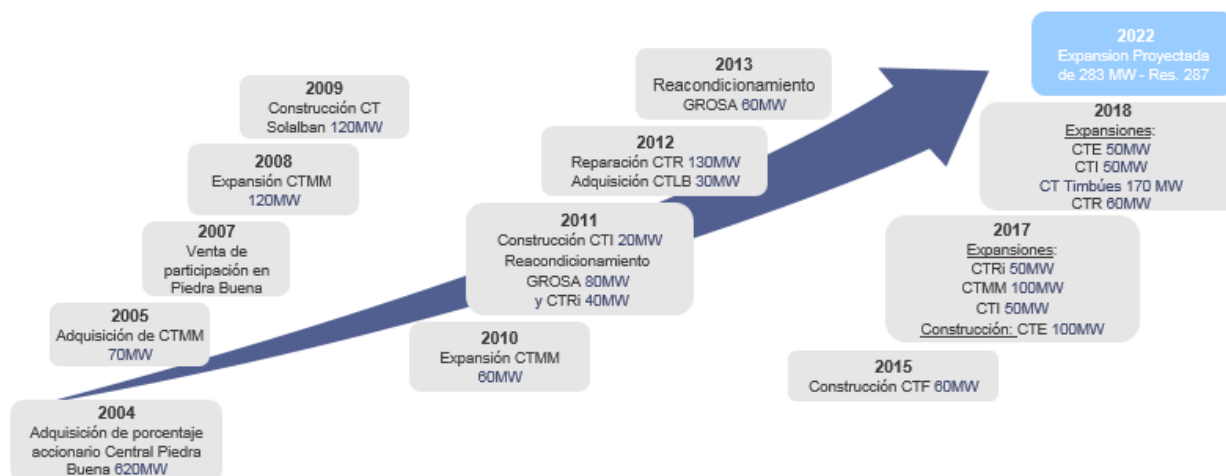 2004
Adquisición de porcentaje
accionario Central Piedra
Buena 620MW
2005
Adquisición de CTMM
70MW
2007
Venta de
participación en
Piedra Buena
2008
Expansión CTMM
120MW
2009
Construcción CT
Solalban 120MW
2010
Expansión CTMM
60MW
2011
Construcción CTI 20MW
Reacondicionamiento
GROSA 80MW
y CTRi 40MW
2012
Reparación CTR 130MW
Adquisición CTLB 30MW
2013
Reacondicionamiento
GROSA 60MW
2015
Construcción CTF 60MW
2017
Expansiones:
CTRi 50MW
CTMM 100MW
CTI 50MW
Construcción: CTE 100MW
2018
Expansiones:
CTE 50MW
CTI 50MW
CT Timbúes 170 MW
CTR 60MW
2022
Expansion Proyectada
de 283 MW - Res. 287